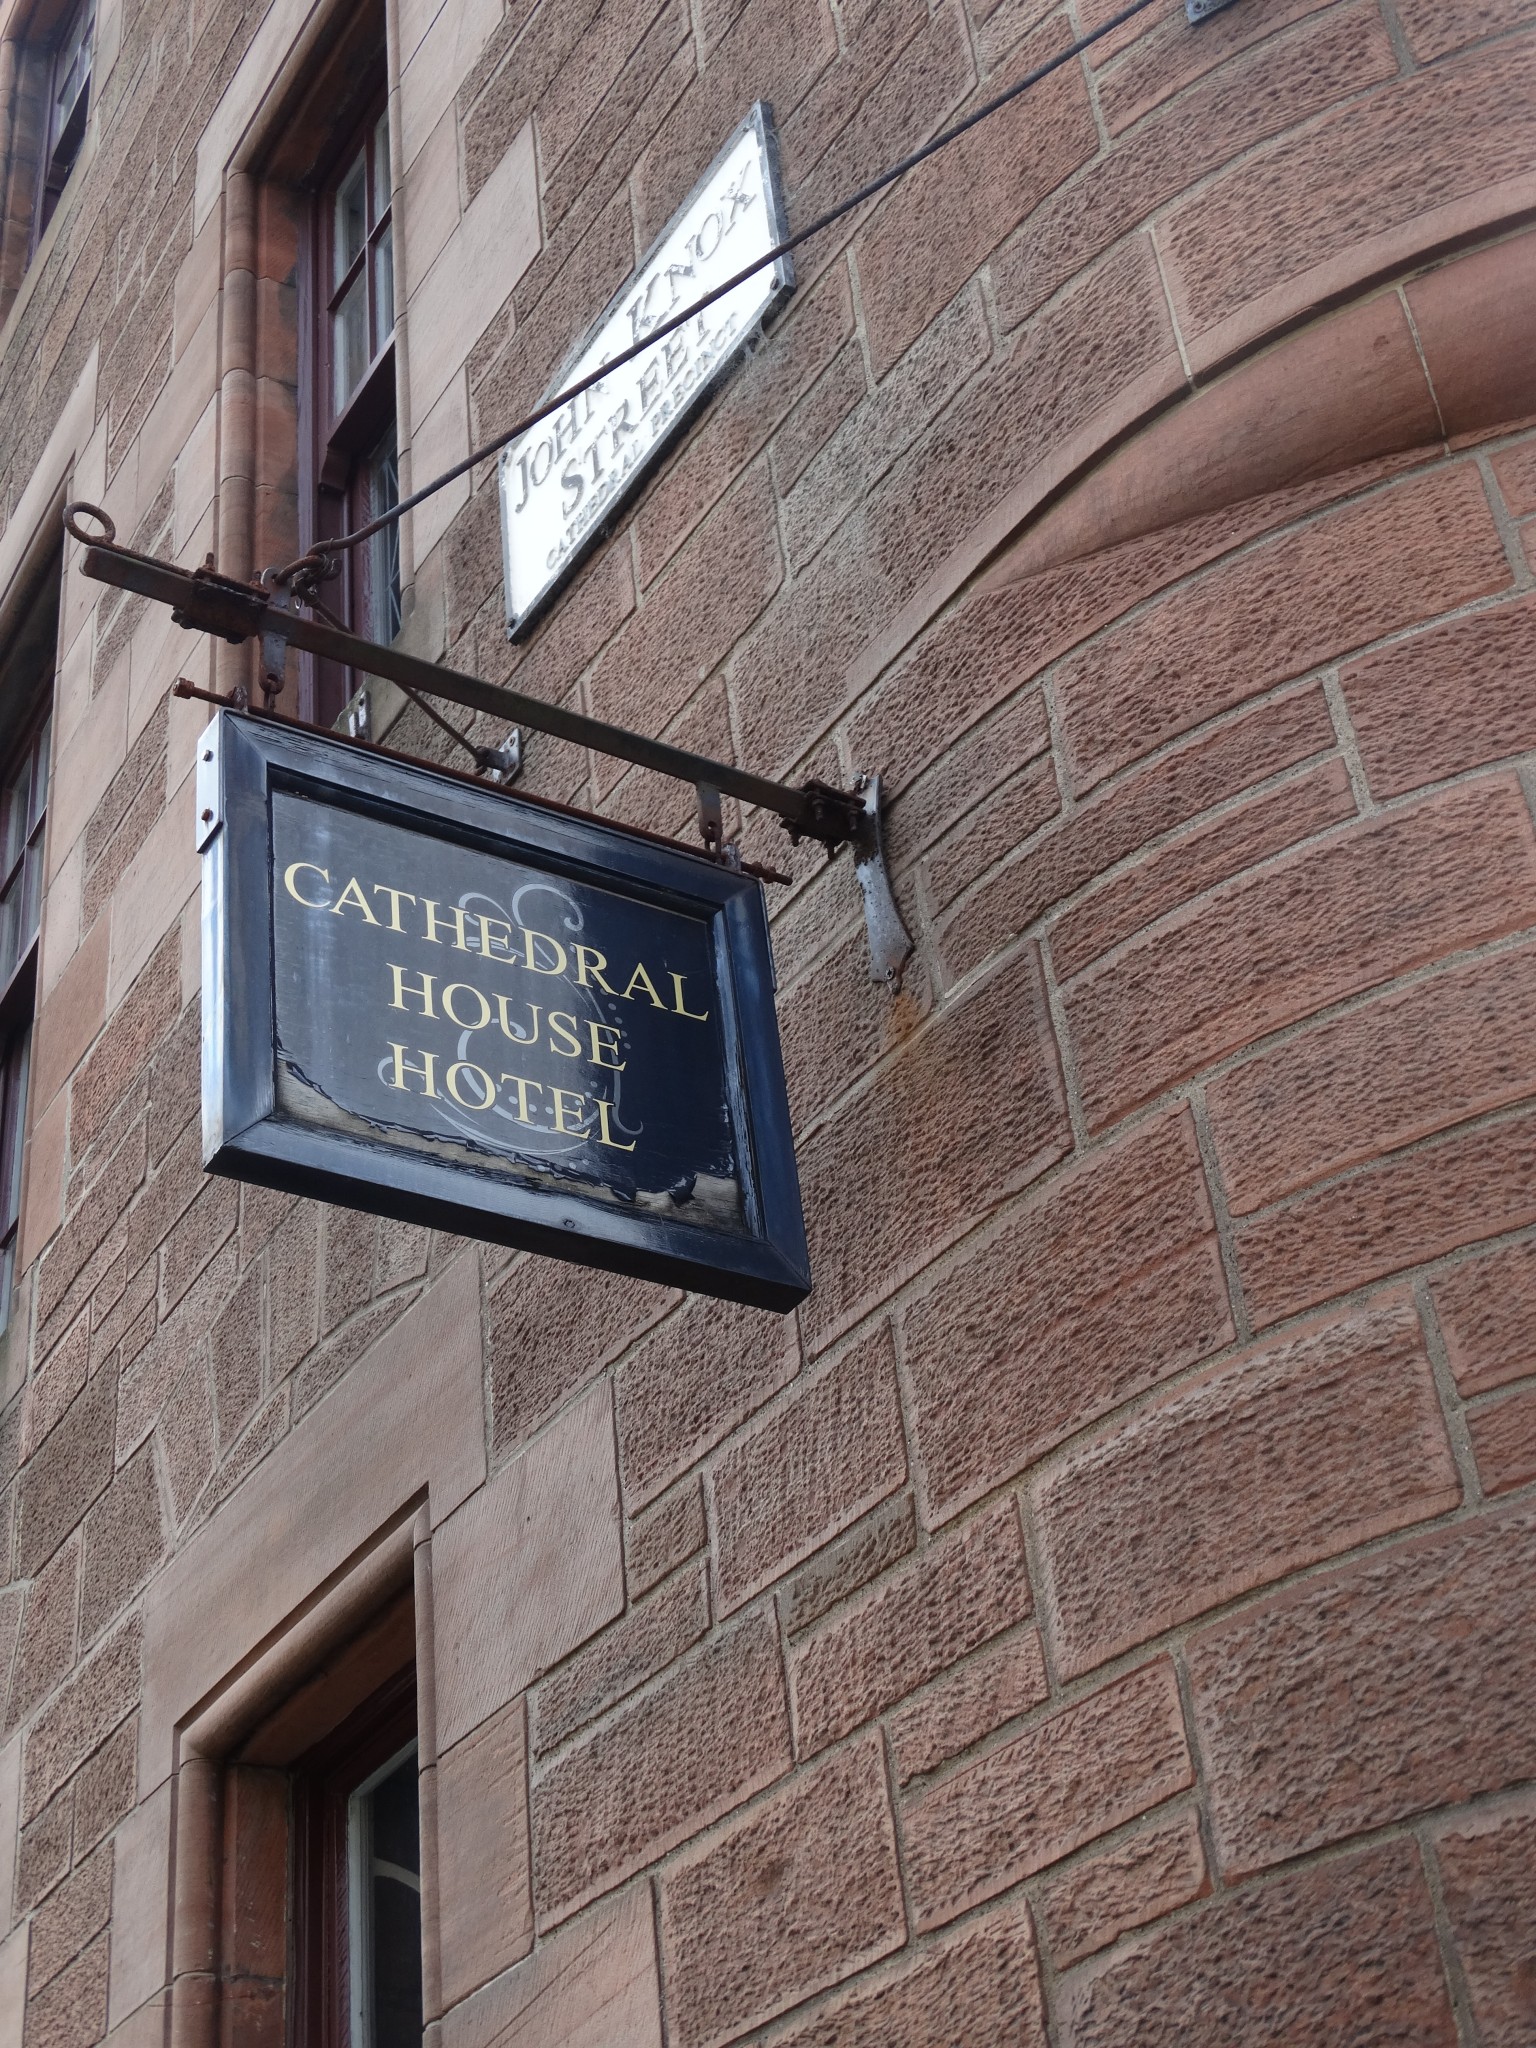 JOHN KNOX
STREET
CATHEDRAL PRECINCT
CATHEDRAL
HOUSE
HOTEL